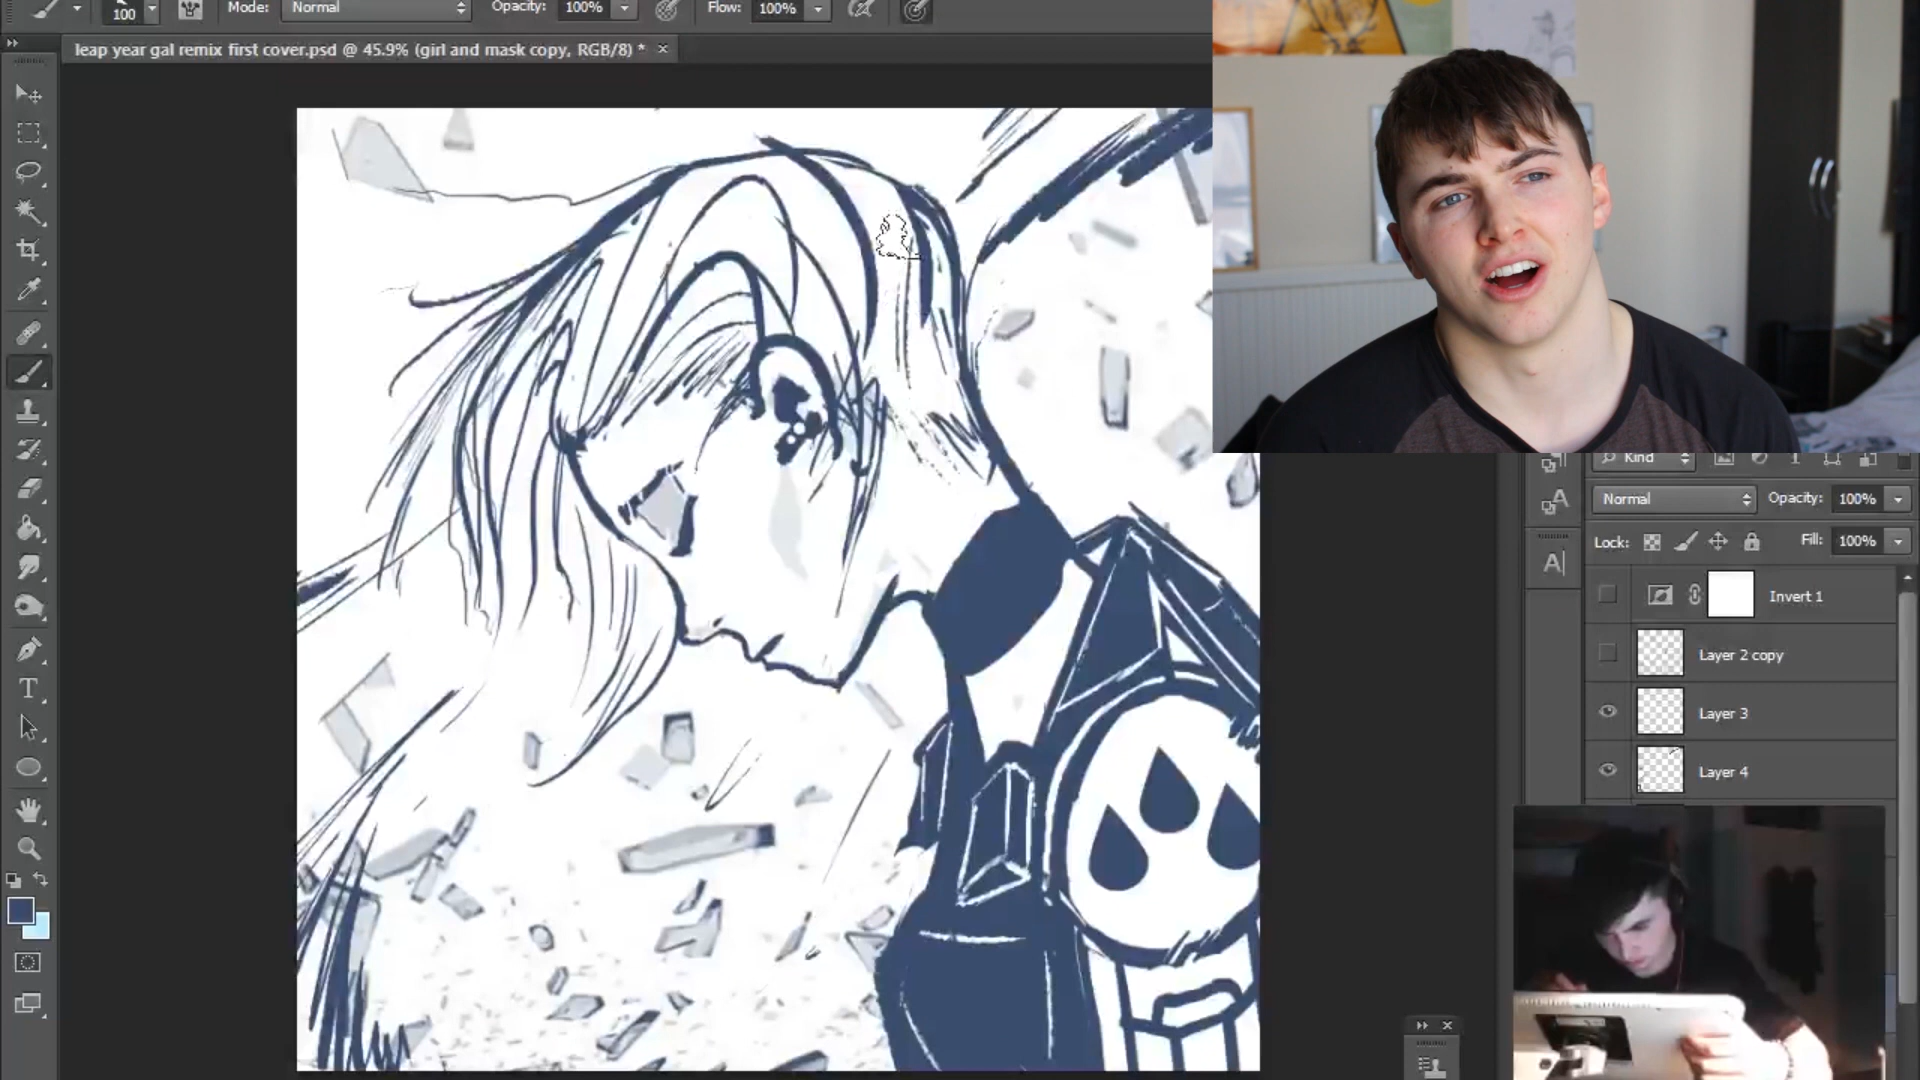 100 Mode: Normal Opacity: 100% Flow: 100%
leap year gal remix first cover.psd @ 45.9% (girl and mask copy, RGB/8) *
Kind
Normal Opacity: 100%
Lock: Fill: 100%
Invert 1
Layer 2 copy
Layer 3
Layer 4